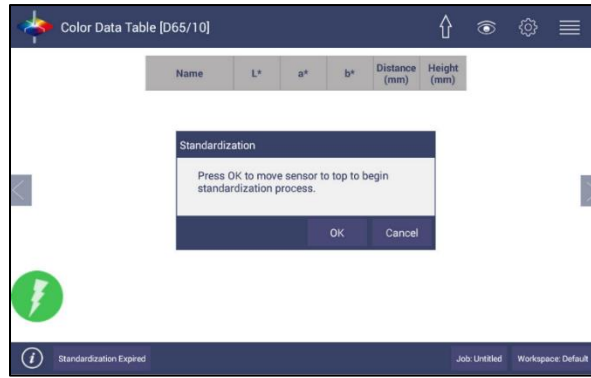 Color Data Table [D65/10]
Name L* a* b* Distance (mm) Height (mm)
Standardization
Press OK to move sensor to top to begin
standardization process.
OK Cancel
i Standardization Expired Job: Untitled Workspace: Default